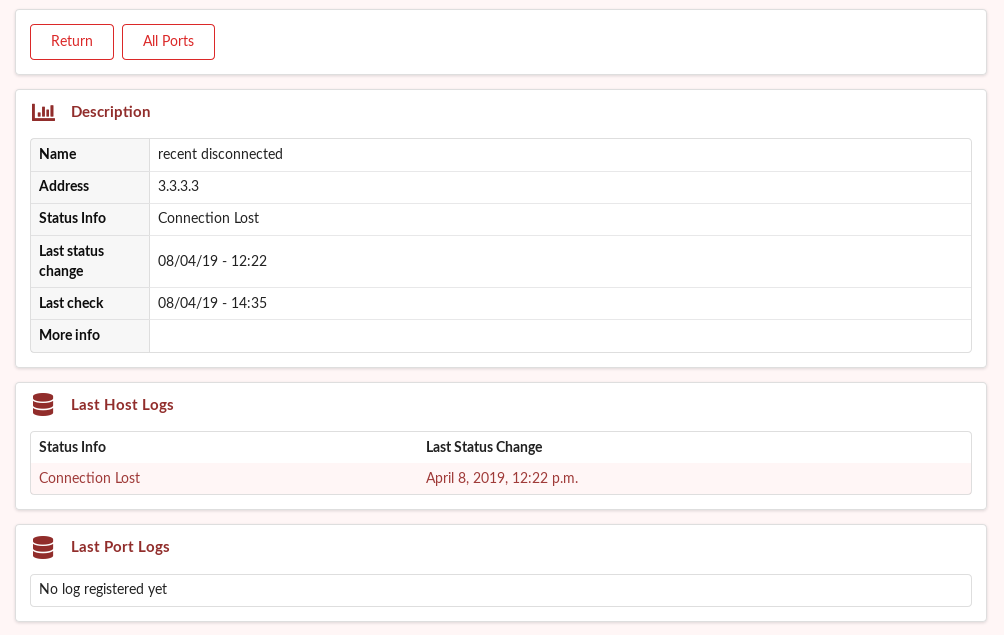 Return All Ports
Description
Name recent disconnected
Address 3.3.3.3
Status Info Connection Lost
Last status
change 08/04/19 - 12:22
Last check 08/04/19 - 14:35
More info
Last Host Logs
Status Info Last Status Change
Connection Lost April 8, 2019, 12:22 p.m.
Last Port Logs
No log registered yet